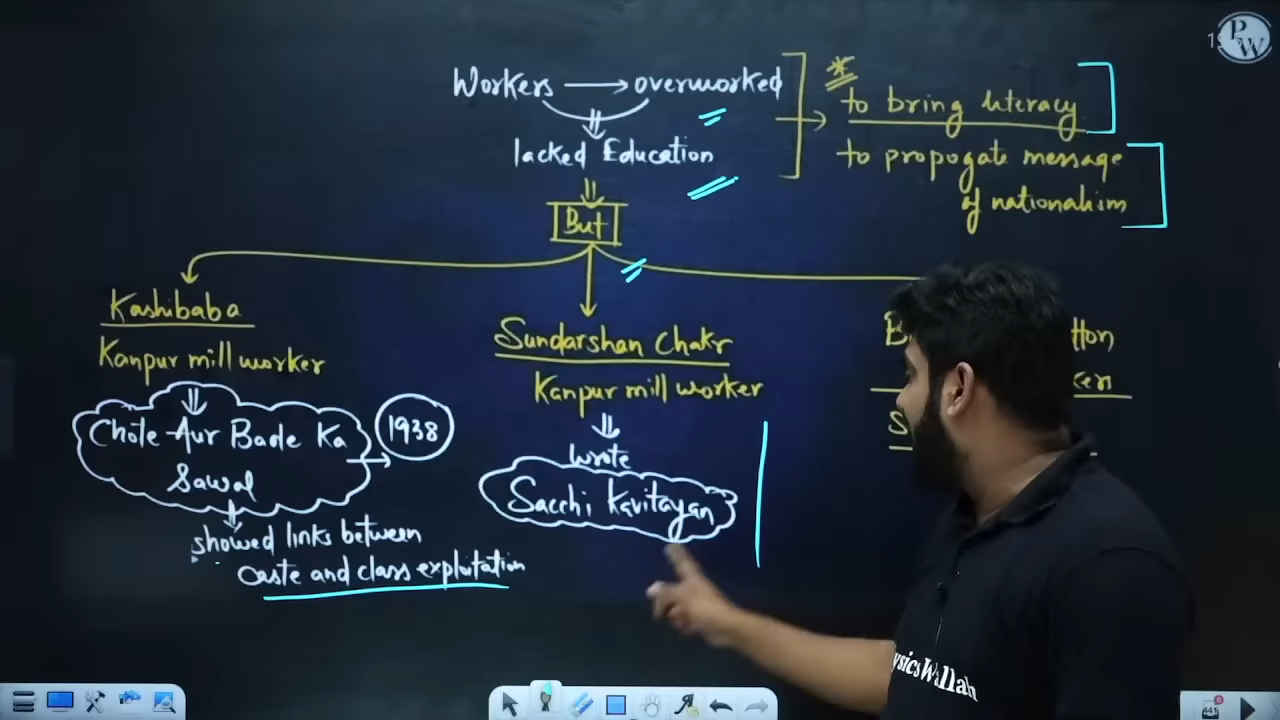 PW
Workers → overworked
* to bring literacy
lacked Education
to propogate message
of nationalism
But
Kashibaba
Kanpur mill worker
Chote Aur Bade Ka
Sawal
1938
showed links between
caste and class exploitation
Sundarshan Chakr
Kanpur mill worker
wrote
Sacchi Kavitayan
ysicsWallah
441